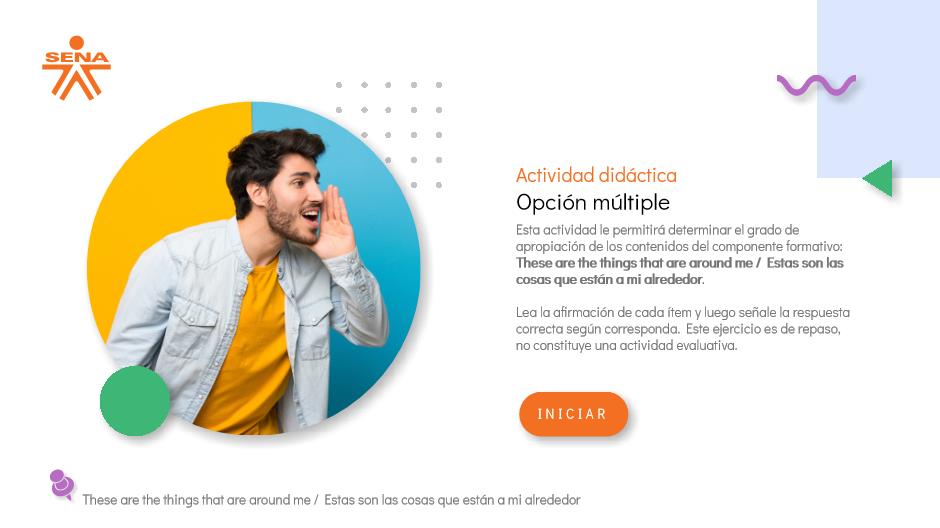 SENA
Actividad didáctica
Opción múltiple
Esta actividad le permitirá determinar el grado de
apropiación de los contenidos del componente formativo:
These are the things that are around me / Estas son las
cosas que están a mi alrededor.
Lea la afirmación de cada ítem y luego señale la respuesta
correcta según corresponda. Este ejercicio es de repaso,
no constituye una actividad evaluativa.
INICIAR
These are the things that are around me / Estas son las cosas que están a mi alrededor